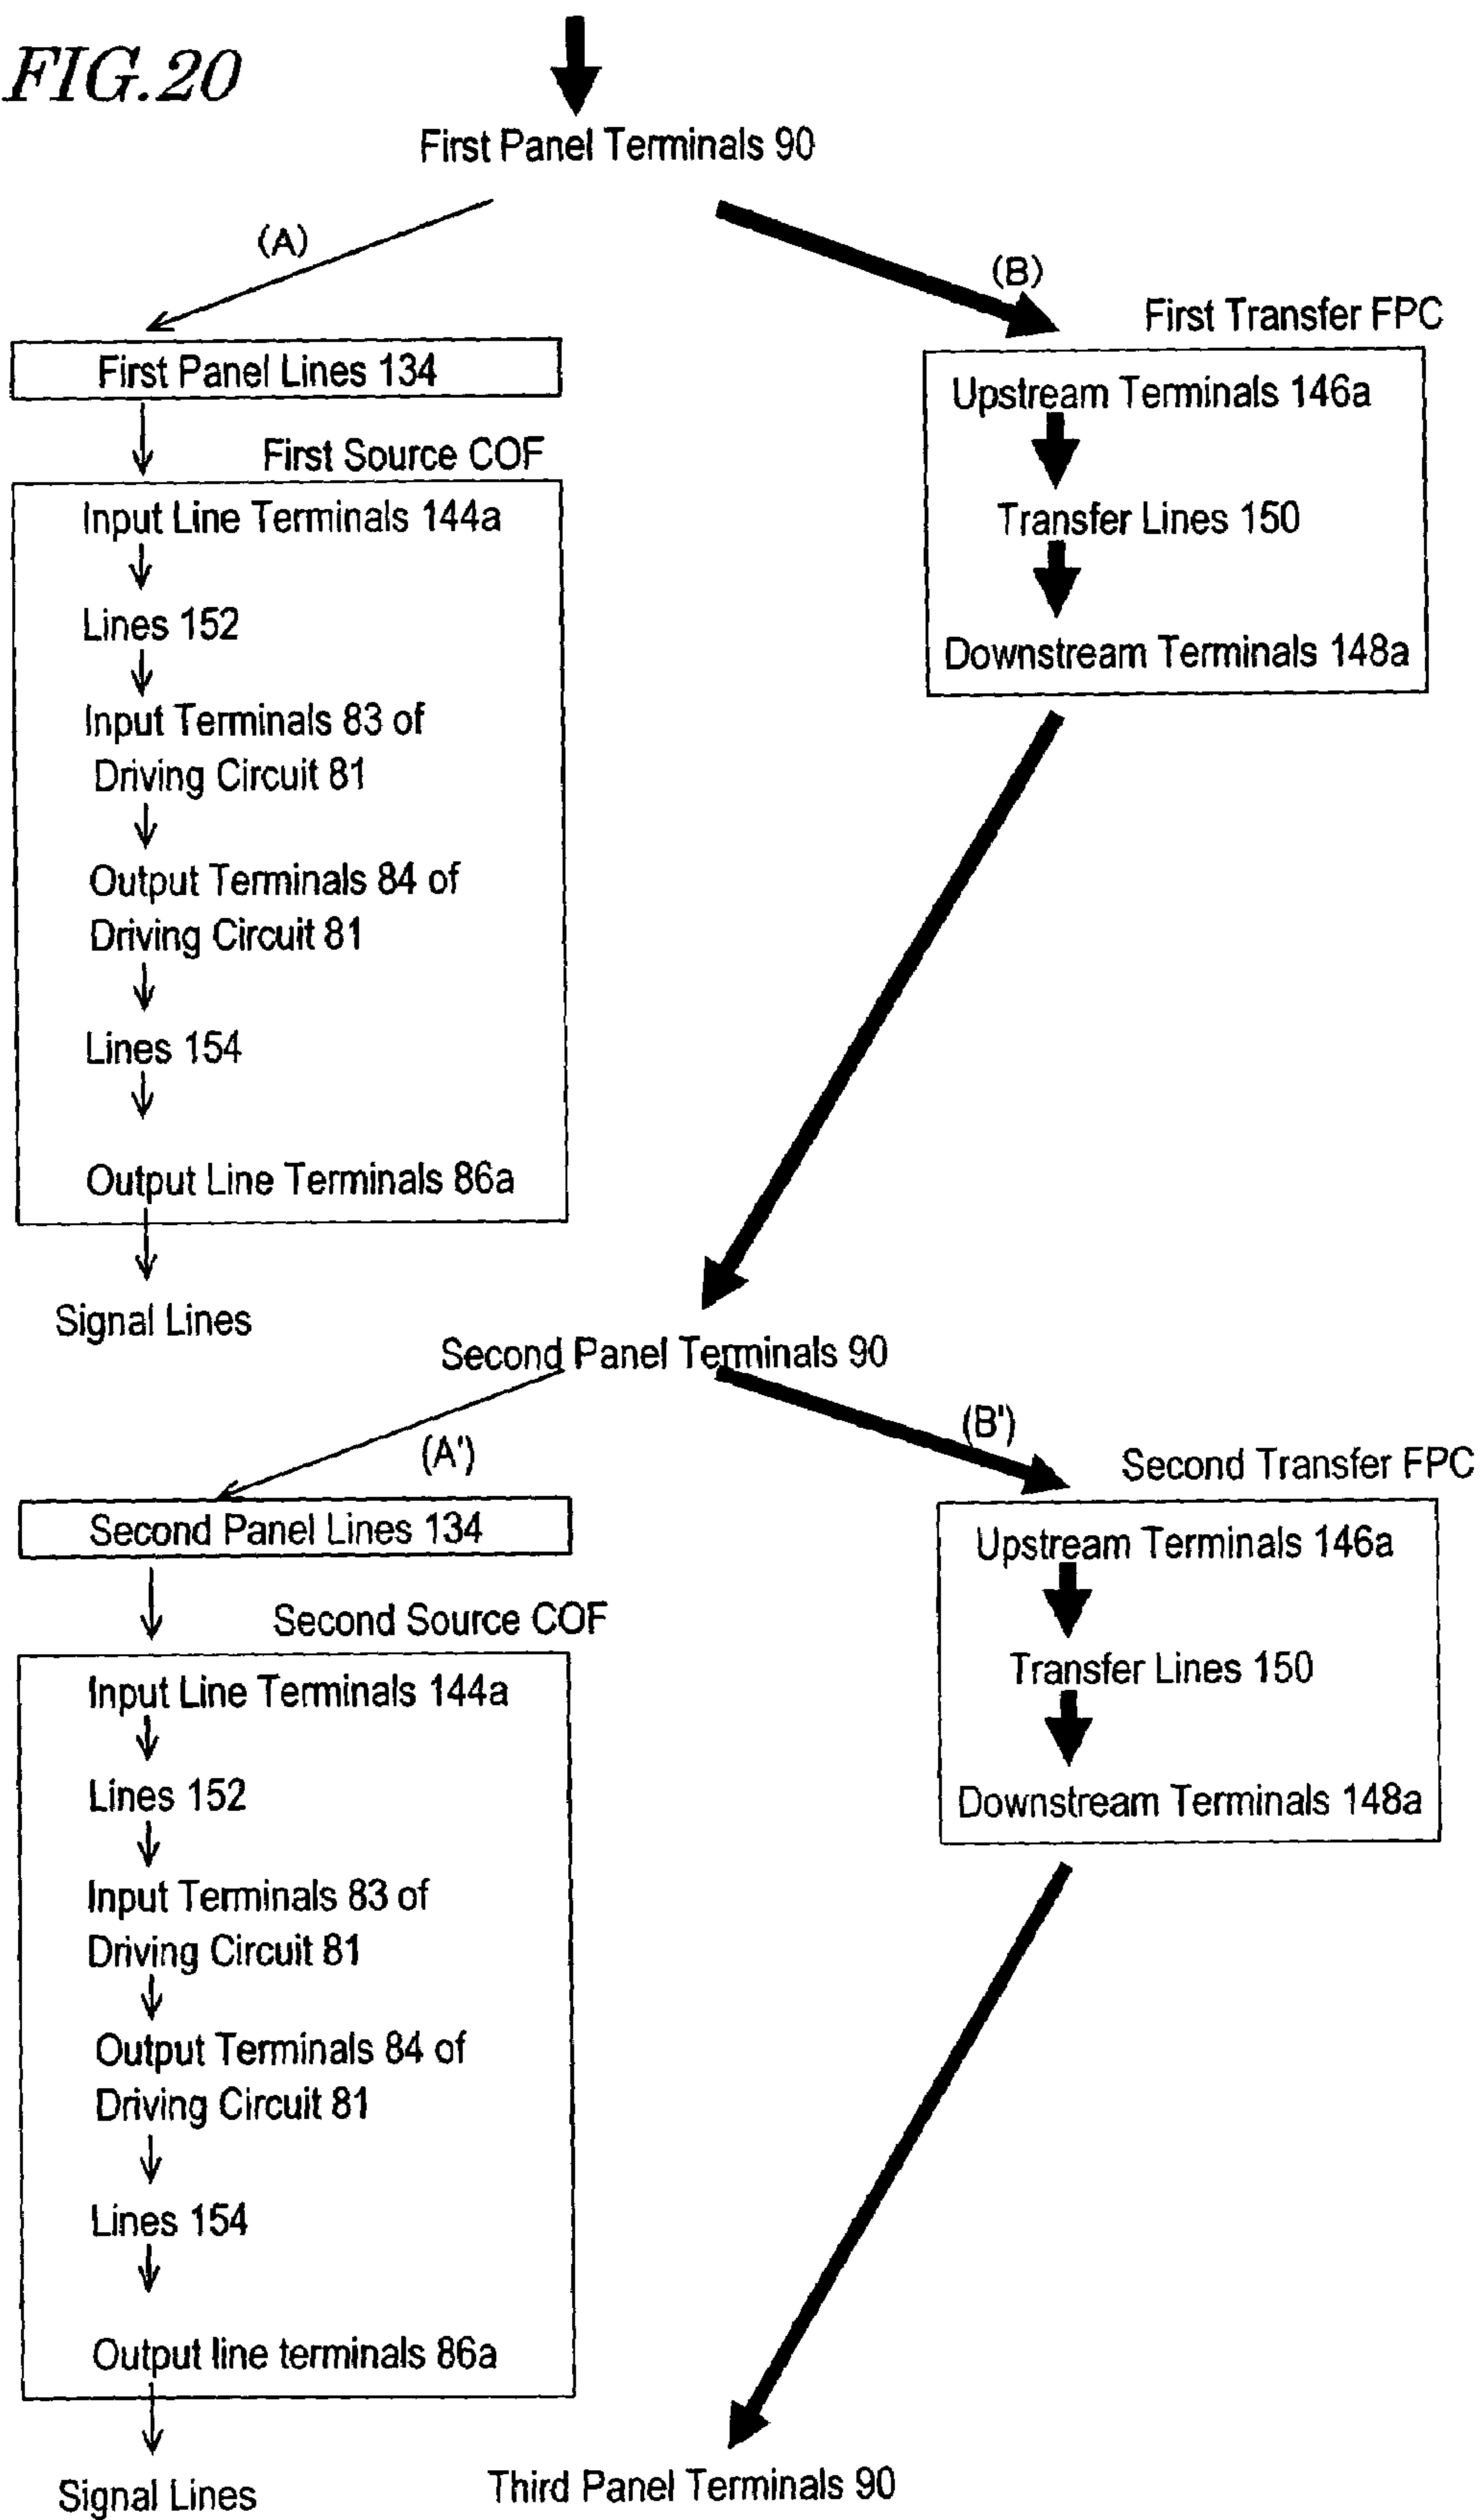 FIG.20
First Panel Terminals 90
(A)
(B)
First Transfer FPC
First Panel Lines 134
Upstream Terminals 146a
First Source COF
Input Line Terminals 144a
Transfer Lines 150
Lines 152
Downstream Terminals 148a
Input Terminals 83 of
Driving Circuit 81
Output Terminals 84 of
Driving Circuit 81
Lines 154
Output Line Terminals 86a
Signal Lines
Second Panel Terminals 90
(A')
(B')
Second Transfer FPC
Second Panel Lines 134
Upstream Terminals 146a
Second Source COF
Input Line Terminals 144a
Transfer Lines 150
Lines 152
Downstream Terminals 148a
Input Terminals 83 of
Driving Circuit 81
Output Terminals 84 of
Driving Circuit 81
Lines 154
Output line terminals 86a
Signal Lines
Third Panel Terminals 90